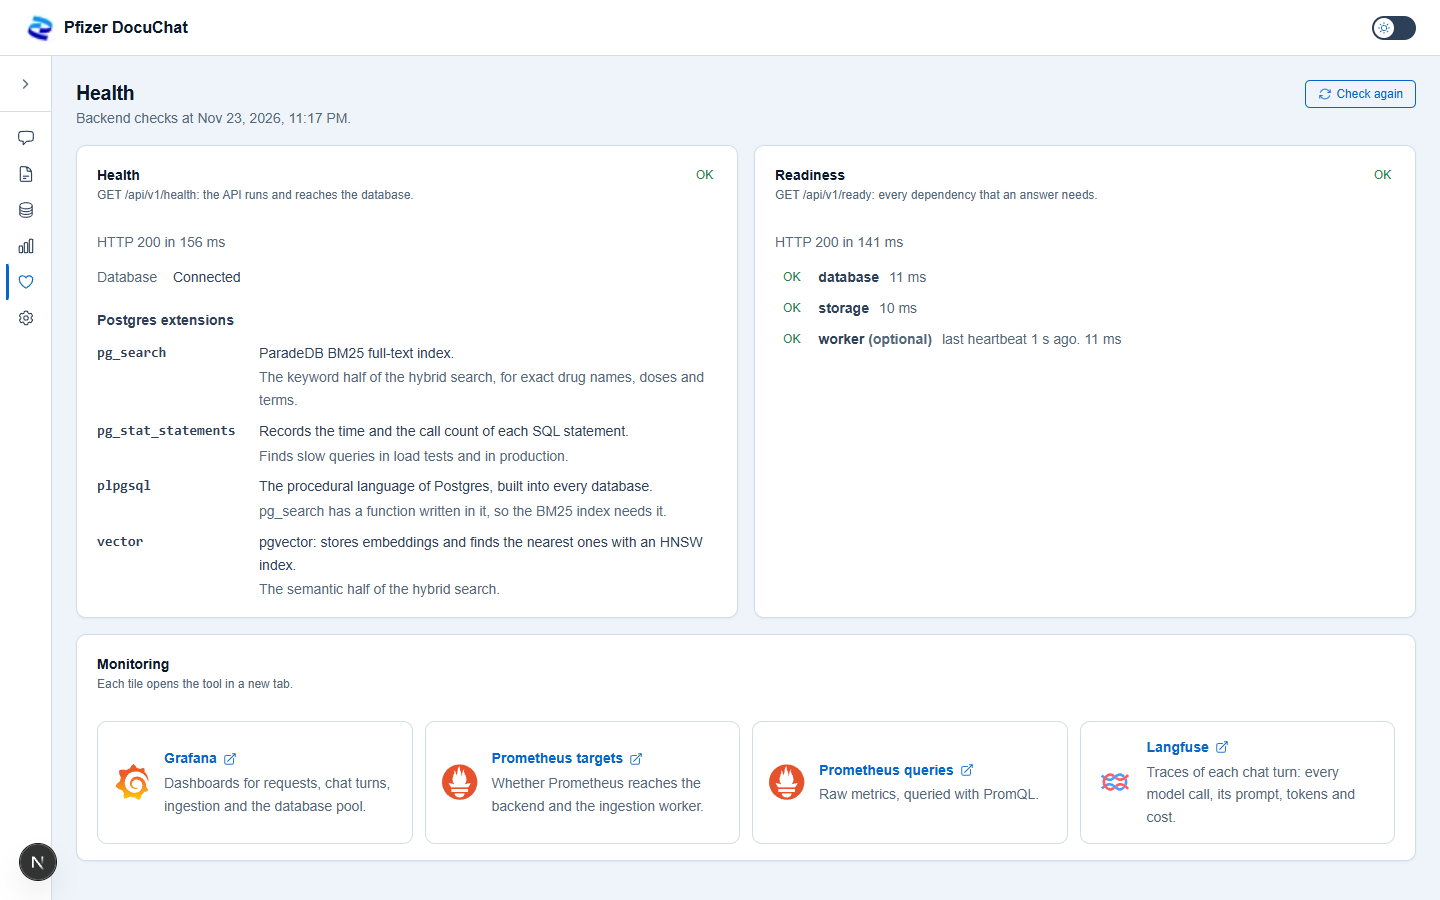 Pfizer DocuChat
Health
Backend checks at Nov 23, 2026, 11:17 PM.
Check again
Health
OK
GET /api/v1/health: the API runs and reaches the database.
HTTP 200 in 156 ms
Database Connected
Postgres extensions
pg_search
ParadeDB BM25 full-text index.
The keyword half of the hybrid search, for exact drug names, doses and
terms.
pg_stat_statements
Records the time and the call count of each SQL statement.
Finds slow queries in load tests and in production.
plpgsql
The procedural language of Postgres, built into every database.
pg_search has a function written in it, so the BM25 index needs it.
vector
pgvector: stores embeddings and finds the nearest ones with an HNSW
index.
The semantic half of the hybrid search.
Readiness
OK
GET /api/v1/ready: every dependency that an answer needs.
HTTP 200 in 141 ms
OK database 11 ms
OK storage 10 ms
OK worker (optional) last heartbeat 1 s ago. 11 ms
Monitoring
Each tile opens the tool in a new tab.
Grafana
Dashboards for requests, chat turns,
ingestion and the database pool.
Prometheus targets
Whether Prometheus reaches the
backend and the ingestion worker.
Prometheus queries
Raw metrics, queried with PromQL.
Langfuse
Traces of each chat turn: every
model call, its prompt, tokens and
cost.
N